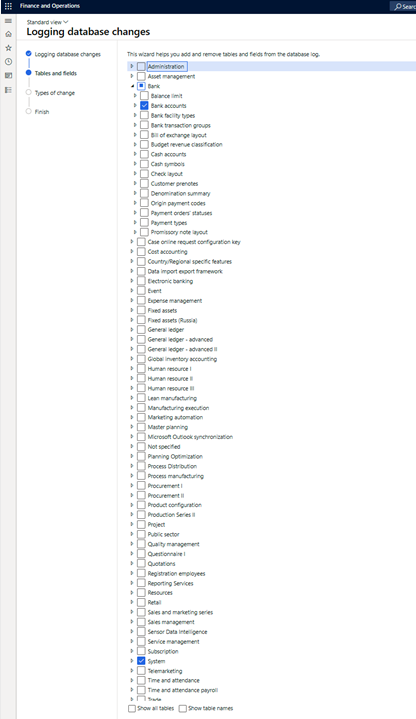 Finance and Operations
Standard view
Logging database changes
Logging database changes
Tables and fields
Types of change
Finish
This wizard helps you add and remove tables and fields from the database log.
Administration
Asset management
Bank
Balance limit
Bank accounts
Bank facility types
Bank transaction groups
Bill of exchange layout
Budget revenue classification
Cash accounts
Cash symbols
Check layout
Customer prenotes
Denomination summary
Origin payment codes
Payment orders' statuses
Payment types
Promissory note layout
Case online request configuration key
Cost accounting
Country/Regional specific features
Data import export framework
Electronic banking
Event
Expense management
Fixed assets
Fixed assets (Russia)
General ledger
General ledger - advanced
General ledger - advanced II
Global inventory accounting
Human resource I
Human resource II
Human resource III
Lean manufacturing
Manufacturing execution
Marketing automation
Master planning
Microsoft Outlook synchronization
Not specified
Planning Optimization
Process Distribution
Process manufacturing
Procurement I
Procurement II
Product configuration
Production Series II
Project
Public sector
Quality management
Questionnaire I
Quotations
Registration employees
Reporting Services
Resources
Retail
Sales and marketing series
Sales management
Sensor Data Intelligence
Service management
Subscription
System
Telemarketing
Time and attendance
Time and attendance payroll
Trade
Show all tables
Show table names